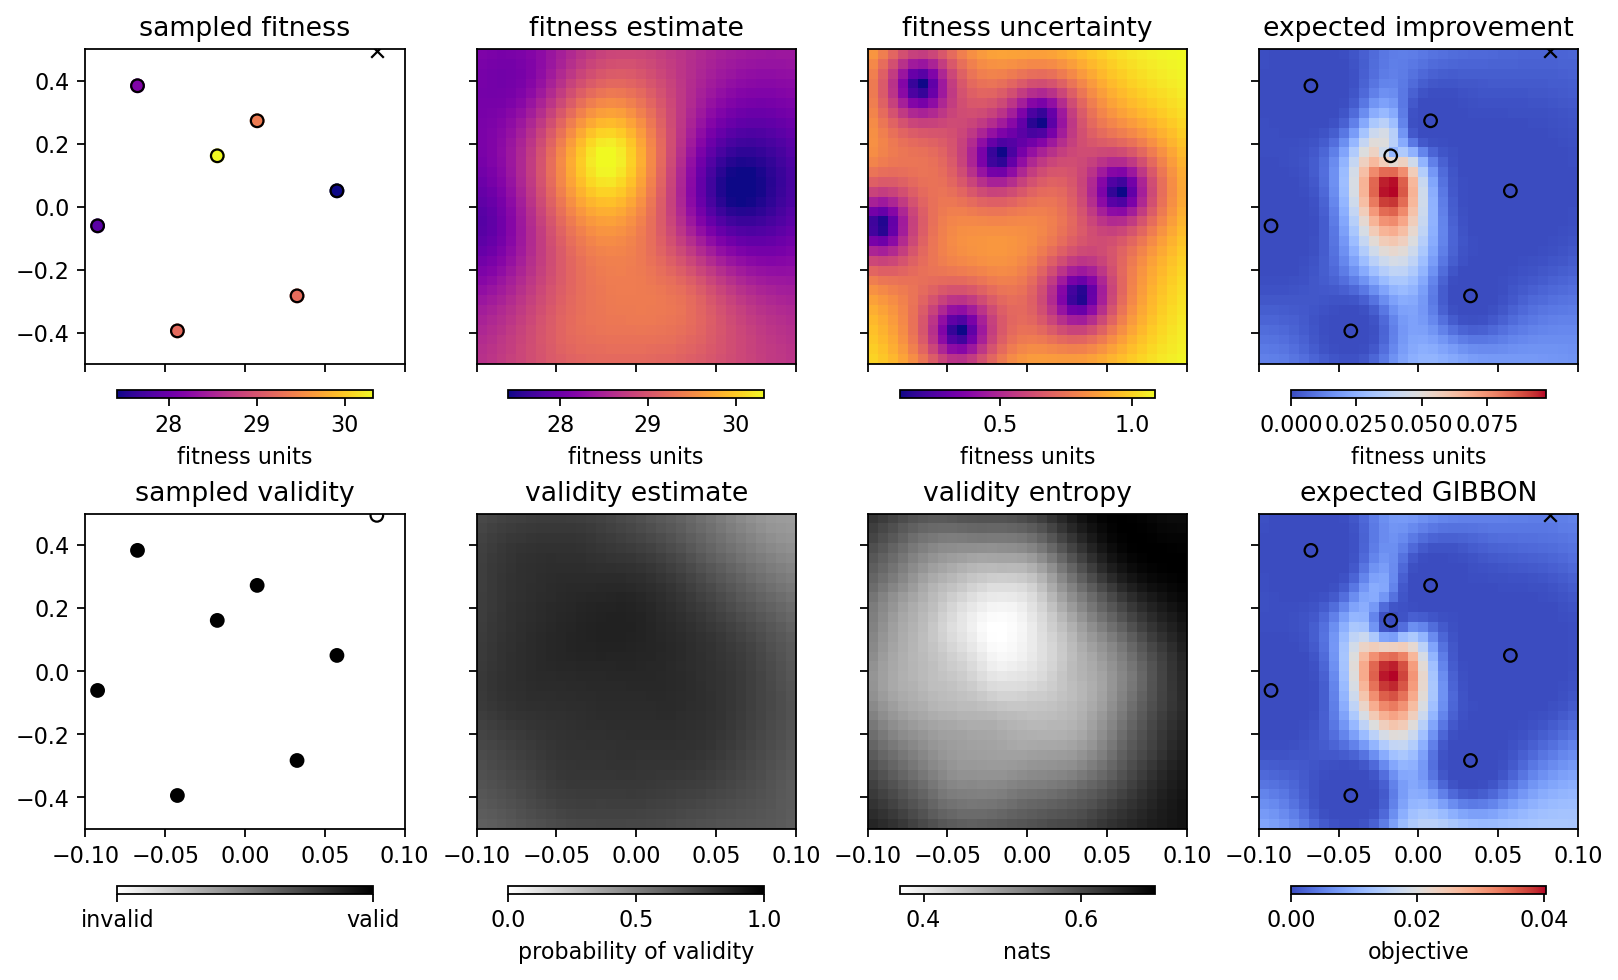 sampled fitness
fitness estimate
fitness uncertainty
expected improvement
0.4
0.2
0.0
−0.2
−0.4
28 29 30
28 29 30
0.5 1.0
0.000 0.025 0.050 0.075
fitness units
fitness units
fitness units
fitness units
sampled validity
validity estimate
validity entropy
expected GIBBON
0.4
0.2
0.0
−0.2
−0.4
−0.10 −0.05 0.00 0.05 0.10
−0.10 −0.05 0.00 0.05 0.10
−0.10 −0.05 0.00 0.05 0.10
−0.10 −0.05 0.00 0.05 0.10
invalid valid
0.0 0.5 1.0
0.4 0.6
0.00 0.02 0.04
probability of validity
nats
objective